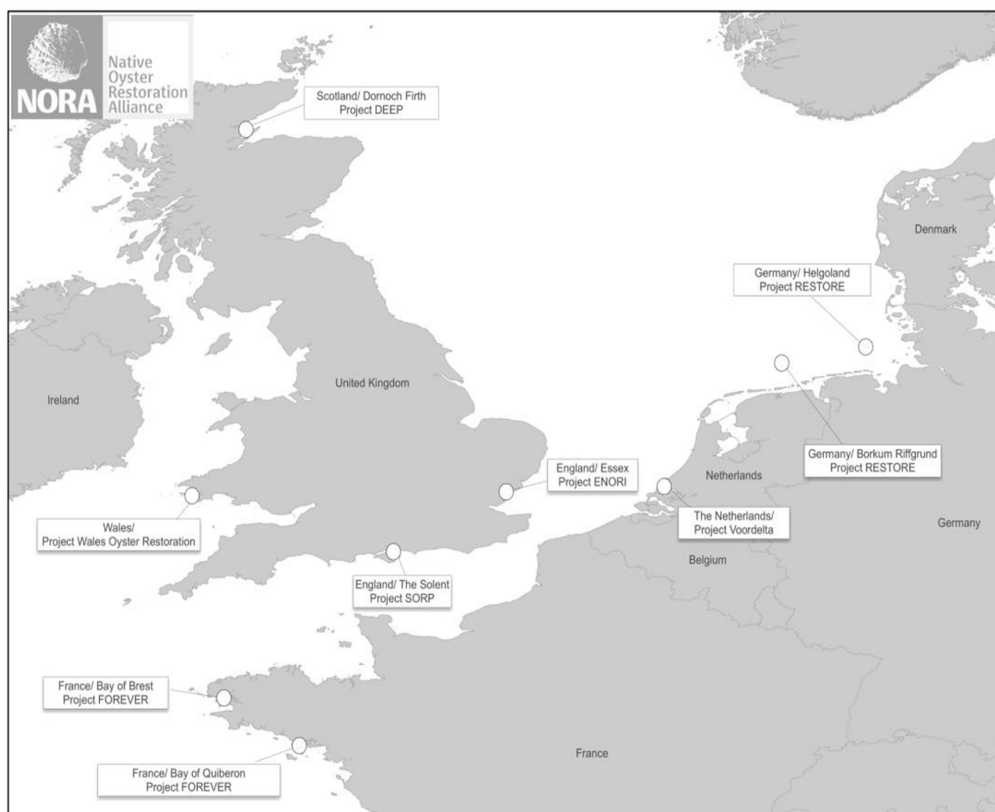 NORA
Native
Oyster
Restoration
Alliance
Scotland/ Dornoch Firth
Project DEEP
Denmark
Germany/ Helgoland
Project RESTORE
United Kingdom
Ireland
Germany/ Borkum Riffgrund
Project RESTORE
England/ Essex
Project ENORI
Netherlands
Wales/
Project Wales Oyster Restoration
The Netherlands/
Project Voordelta
Germany
Belgium
England/ The Solent
Project SORP
France/ Bay of Brest
Project FOREVER
France
France/ Bay of Quiberon
Project FOREVER